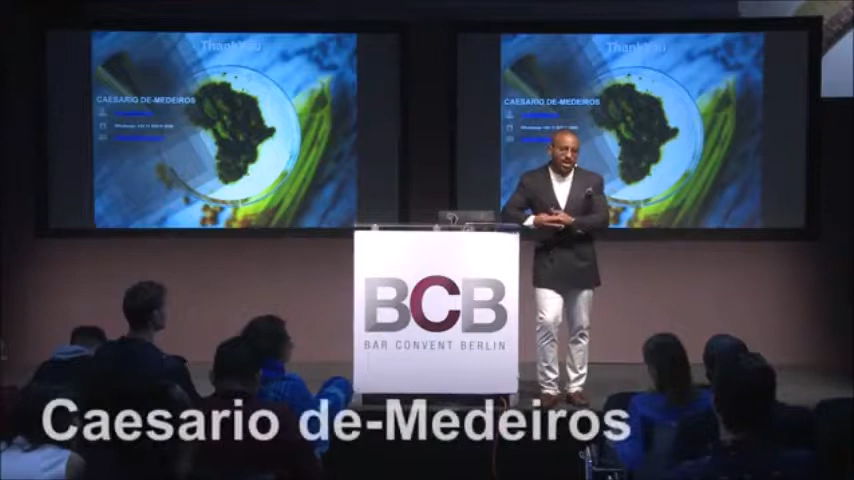 Thank You
Thank You
CAESARIO DE-MEDEIROS
CAESARIO DE-MEDEIROS
BCB
BAR CONVENT BERLIN
Caesario de-Medeiros